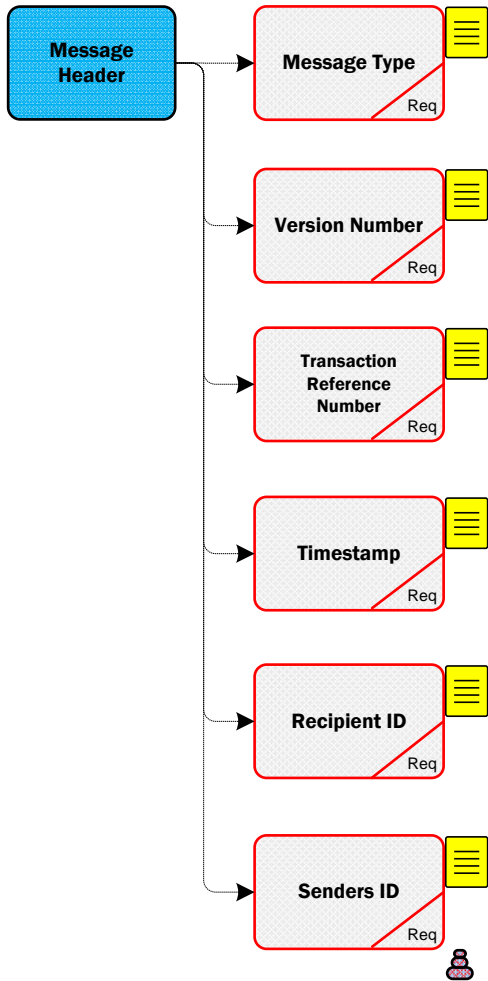 Message
Header
Message Type
Req
Version Number
Req
Transaction
Reference
Number
Req
Timestamp
Req
Recipient ID
Req
Senders ID
Req